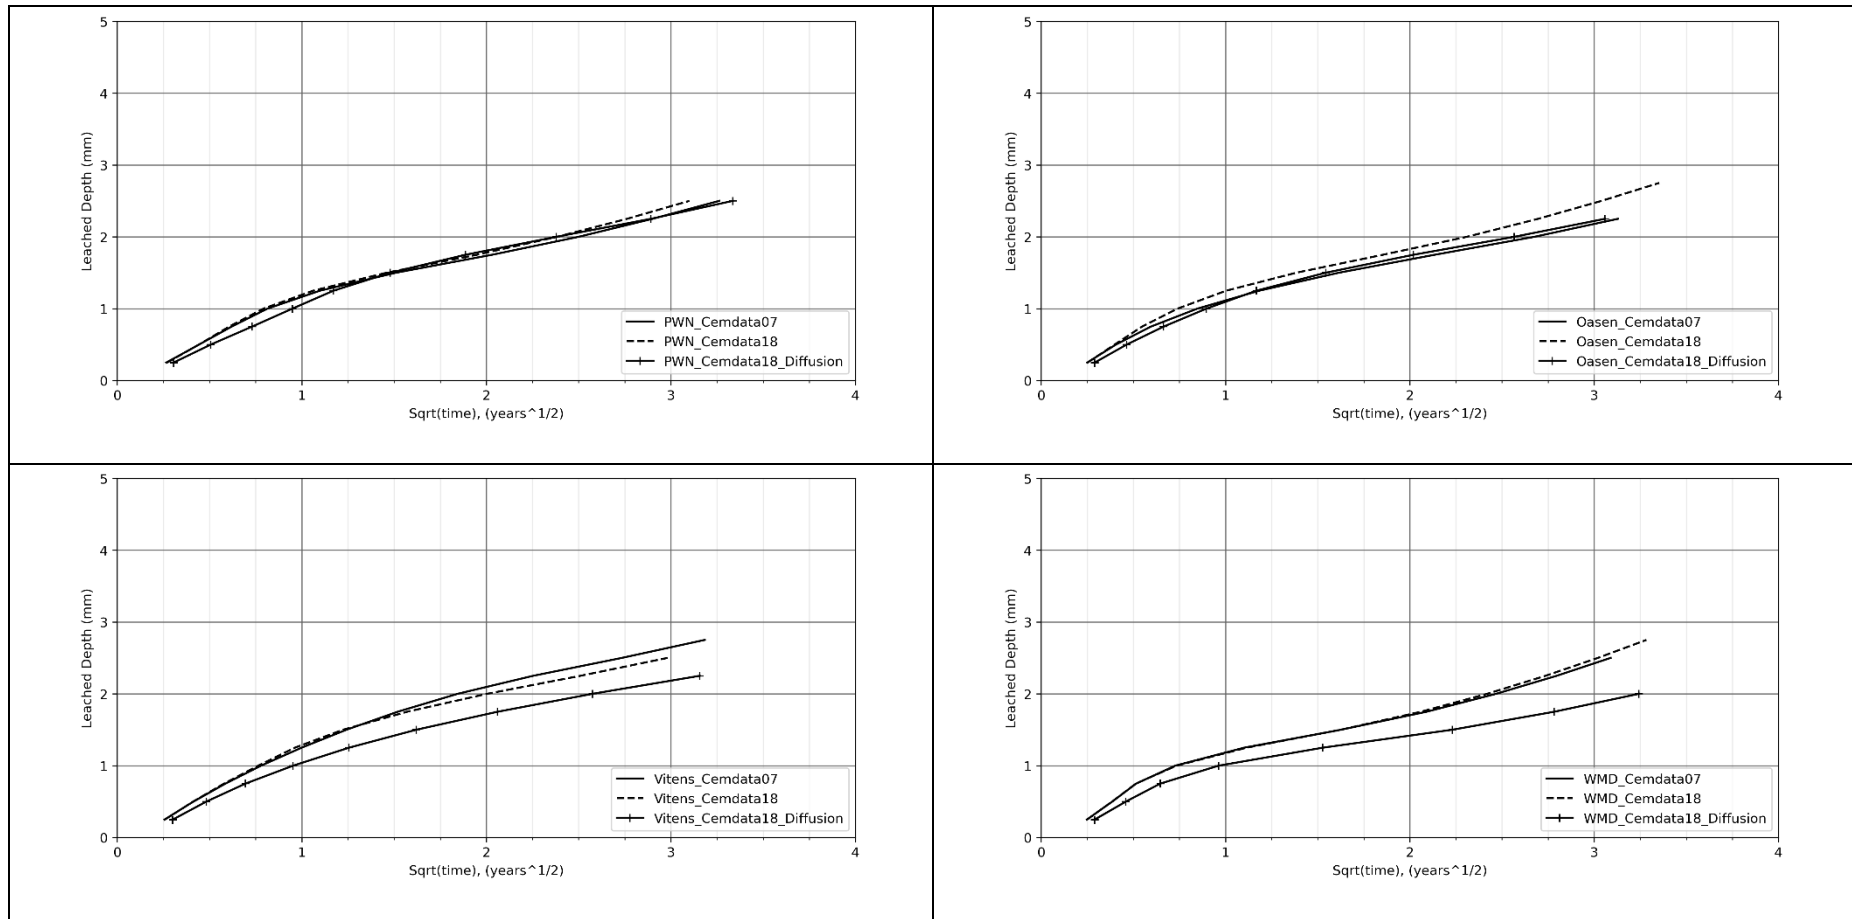 5
4
3
2
1
0
Leached Depth (mm)
PWN_Cemdata07
PWN_Cemdata18
PWN_Cemdata18_Diffusion
0 1 2 3 4
Sqrt(time), (years^1/2)
5
4
3
2
1
0
Leached Depth (mm)
Oasen_Cemdata07
Oasen_Cemdata18
Oasen_Cemdata18_Diffusion
0 1 2 3 4
Sqrt(time), (years^1/2)
5
4
3
2
1
0
Leached Depth (mm)
Vitens_Cemdata07
Vitens_Cemdata18
Vitens_Cemdata18_Diffusion
0 1 2 3 4
Sqrt(time), (years^1/2)
5
4
3
2
1
0
Leached Depth (mm)
WMD_Cemdata07
WMD_Cemdata18
WMD_Cemdata18_Diffusion
0 1 2 3 4
Sqrt(time), (years^1/2)